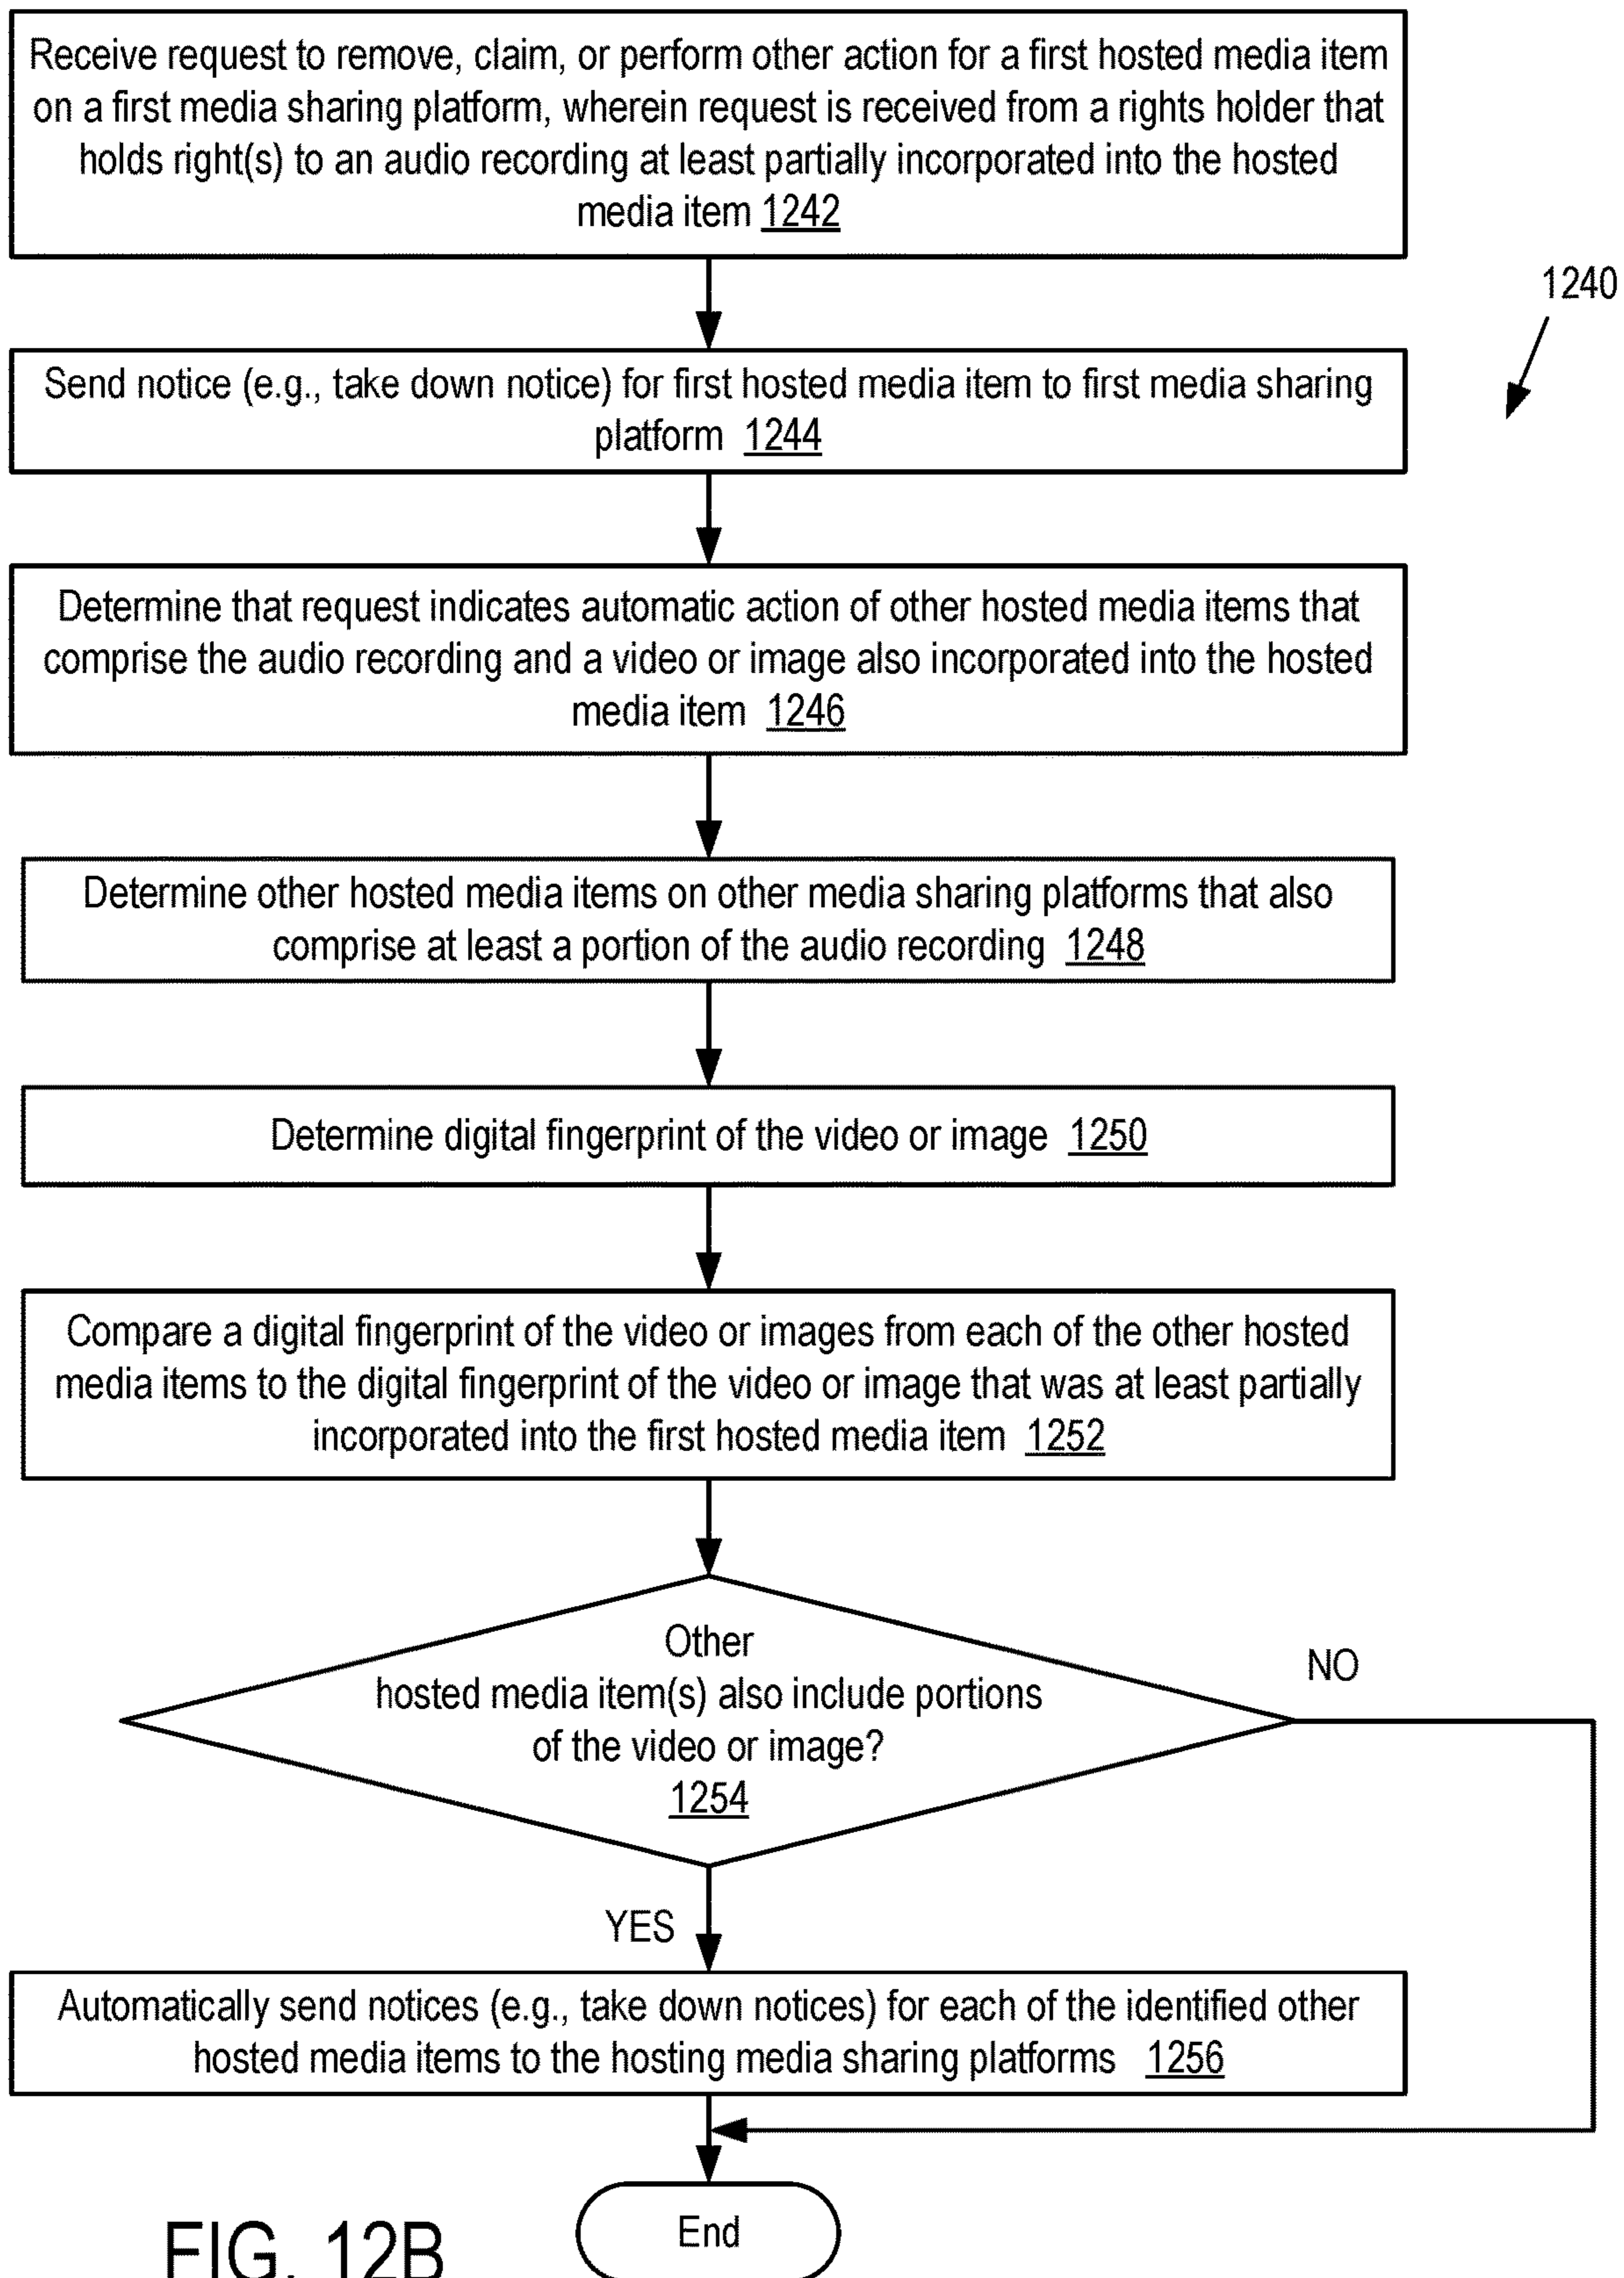 Receive request to remove, claim, or perform other action for a first hosted media item
on a first media sharing platform, wherein request is received from a rights holder that
holds right(s) to an audio recording at least partially incorporated into the hosted
media item 1242
1240
Send notice (e.g., take down notice) for first hosted media item to first media sharing
platform 1244
Determine that request indicates automatic action of other hosted media items that
comprise the audio recording and a video or image also incorporated into the hosted
media item 1246
Determine other hosted media items on other media sharing platforms that also
comprise at least a portion of the audio recording 1248
Determine digital fingerprint of the video or image 1250
Compare a digital fingerprint of the video or images from each of the other hosted
media items to the digital fingerprint of the video or image that was at least partially
incorporated into the first hosted media item 1252
Other
hosted media item(s) also include portions
of the video or image?
1254
NO
YES
Automatically send notices (e.g., take down notices) for each of the identified other
hosted media items to the hosting media sharing platforms 1256
End
FIG. 12B